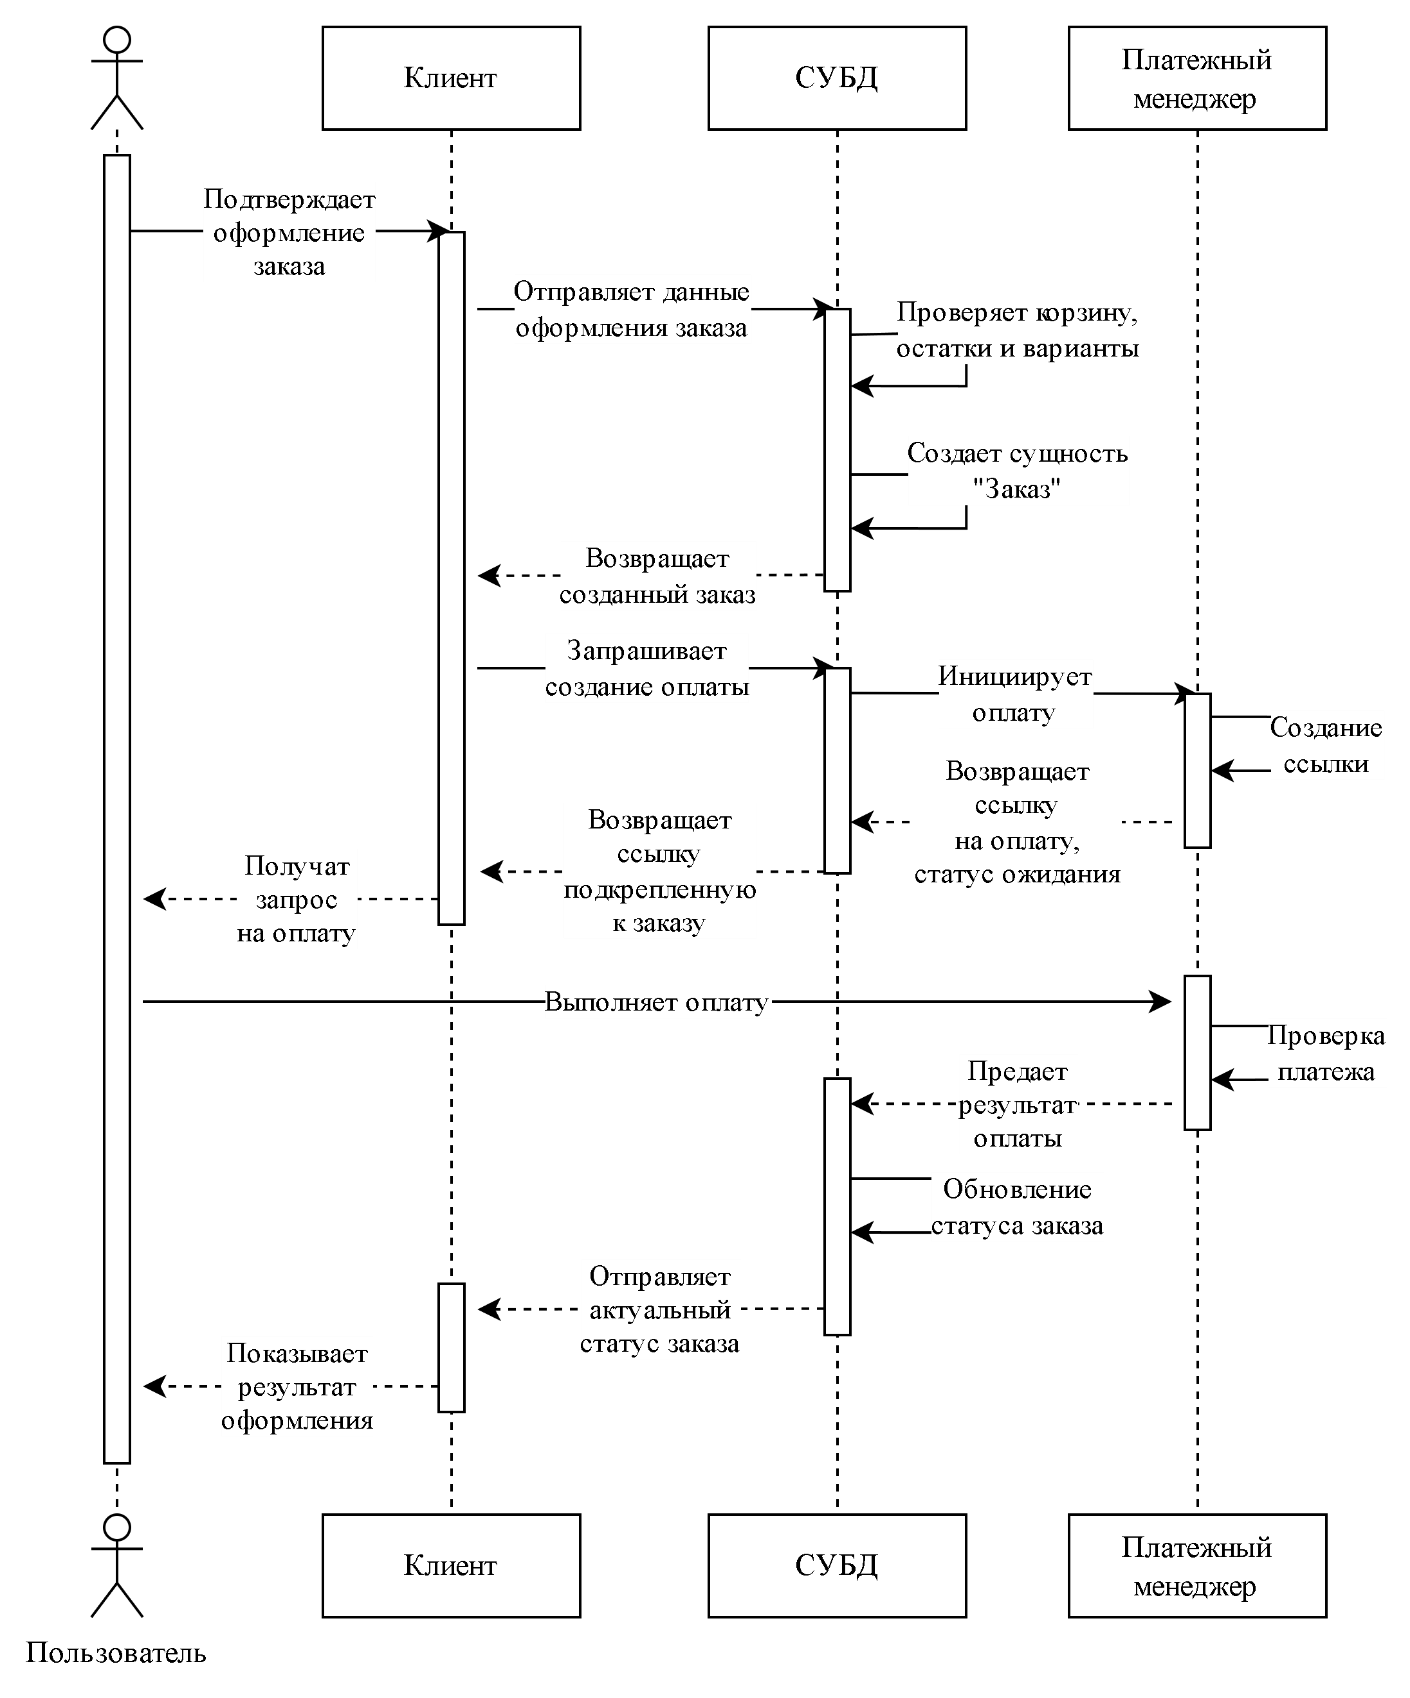 Клиент
СУБД
Платежный
менеджер
Подтверждает
оформление
заказа
Отправляет данные
оформления заказа
Проверяет корзину,
остатки и варианты
Создает сущность
"Заказ"
Возвращает
созданный заказ
Запрашивает
создание оплаты
Инициирует
оплату
Создание
ссылки
Возвращает
ссылку
на оплату,
статус ожидания
Возвращает
ссылку
подкрепленную
к заказу
Получат
запрос
на оплату
Выполняет оплату
Проверка
платежа
Предает
результат
оплаты
Обновление
статуса заказа
Отправляет
актуальный
статус заказа
Показывает
результат
оформления
Клиент
СУБД
Платежный
менеджер
Пользователь